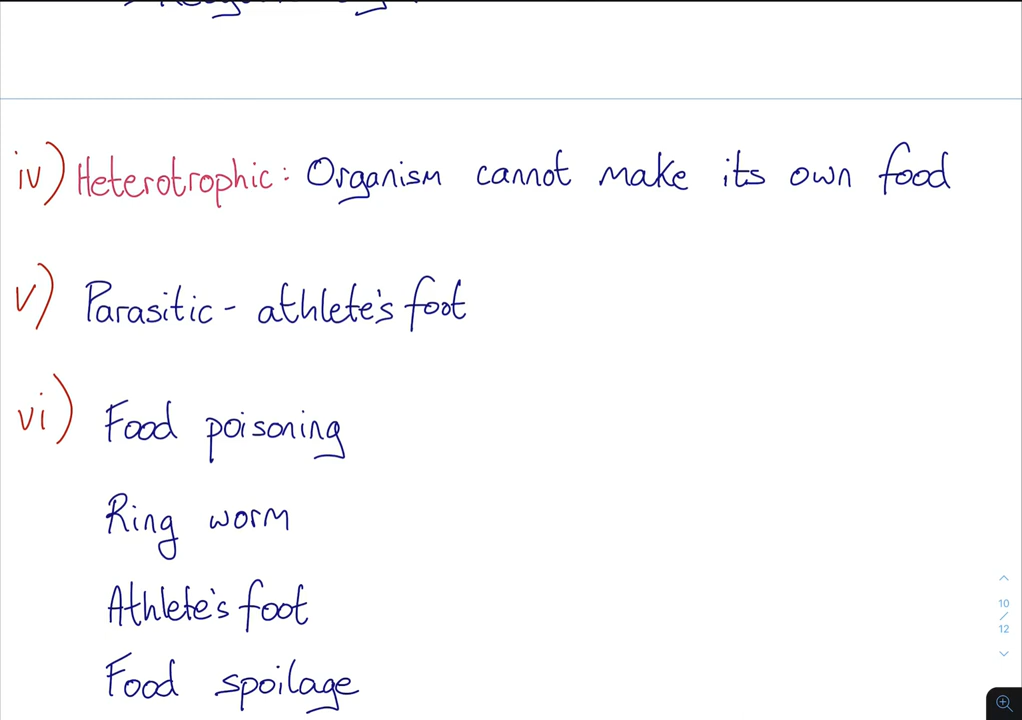 iv) Heterotrophic: Organism cannot make its own food
v) Parasitic - athlete's foot
vi) Food poisoning
Ring worm
Athlete's foot
Food spoilage
10
/
12